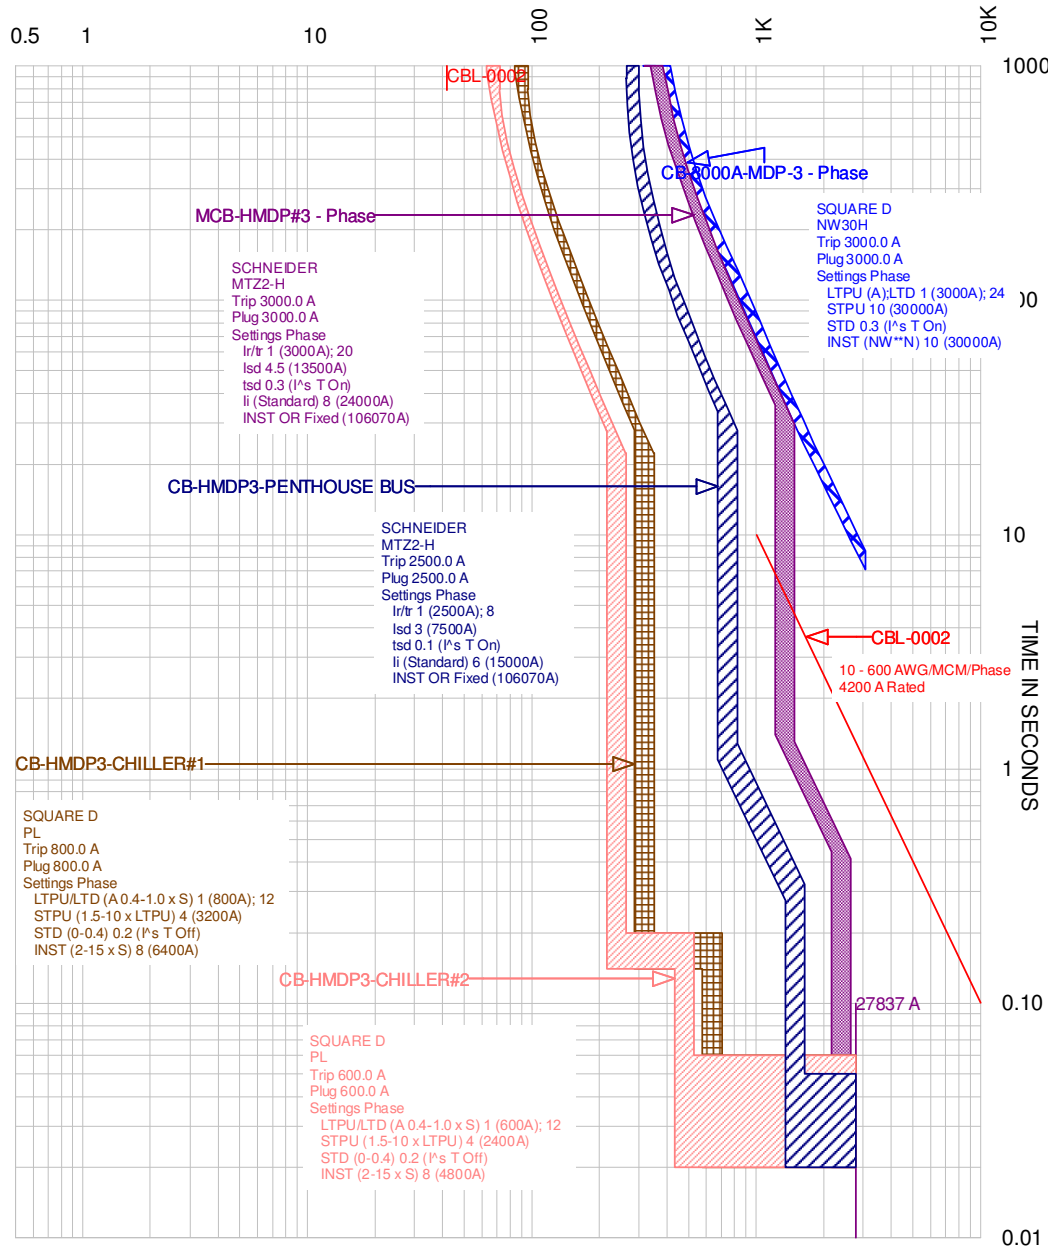 0.5 1 10 100 1K 10K
CBL-0002
1000
CB-3000A-MDP-3 - Phase
MCB-HMDP#3 - Phase
SQUARE D
NW30H
Trip 3000.0 A
Plug 3000.0 A
Settings Phase
LTPU (A);LTD 1 (3000A); 24
STPU 10 (30000A)
STD 0.3 (I^s T On)
INST (NW**N) 10 (30000A)
00
SCHNEIDER
MTZ2-H
Trip 3000.0 A
Plug 3000.0 A
Settings Phase
Ir/tr 1 (3000A); 20
Isd 4.5 (13500A)
tsd 0.3 (I^s T On)
Ii (Standard) 8 (24000A)
INST OR Fixed (106070A)
CB-HMDP3-PENTHOUSE BUS
SCHNEIDER
MTZ2-H
Trip 2500.0 A
Plug 2500.0 A
Settings Phase
Ir/tr 1 (2500A); 8
Isd 3 (7500A)
tsd 0.1 (I^s T On)
Ii (Standard) 6 (15000A)
INST OR Fixed (106070A)
10
CBL-0002
10 - 600 AWG/MCM/Phase
4200 A Rated
TIME IN SECONDS
CB-HMDP3-CHILLER#1
1
SQUARE D
PL
Trip 800.0 A
Plug 800.0 A
Settings Phase
LTPU/LTD (A 0.4-1.0 x S) 1 (800A); 12
STPU (1.5-10 x LTPU) 4 (3200A)
STD (0-0.4) 0.2 (I^s T Off)
INST (2-15 x S) 8 (6400A)
CB-HMDP3-CHILLER#2
27837 A
0.10
SQUARE D
PL
Trip 600.0 A
Plug 600.0 A
Settings Phase
LTPU/LTD (A 0.4-1.0 x S) 1 (600A); 12
STPU (1.5-10 x LTPU) 4 (2400A)
STD (0-0.4) 0.2 (I^s T Off)
INST (2-15 x S) 8 (4800A)
0.01